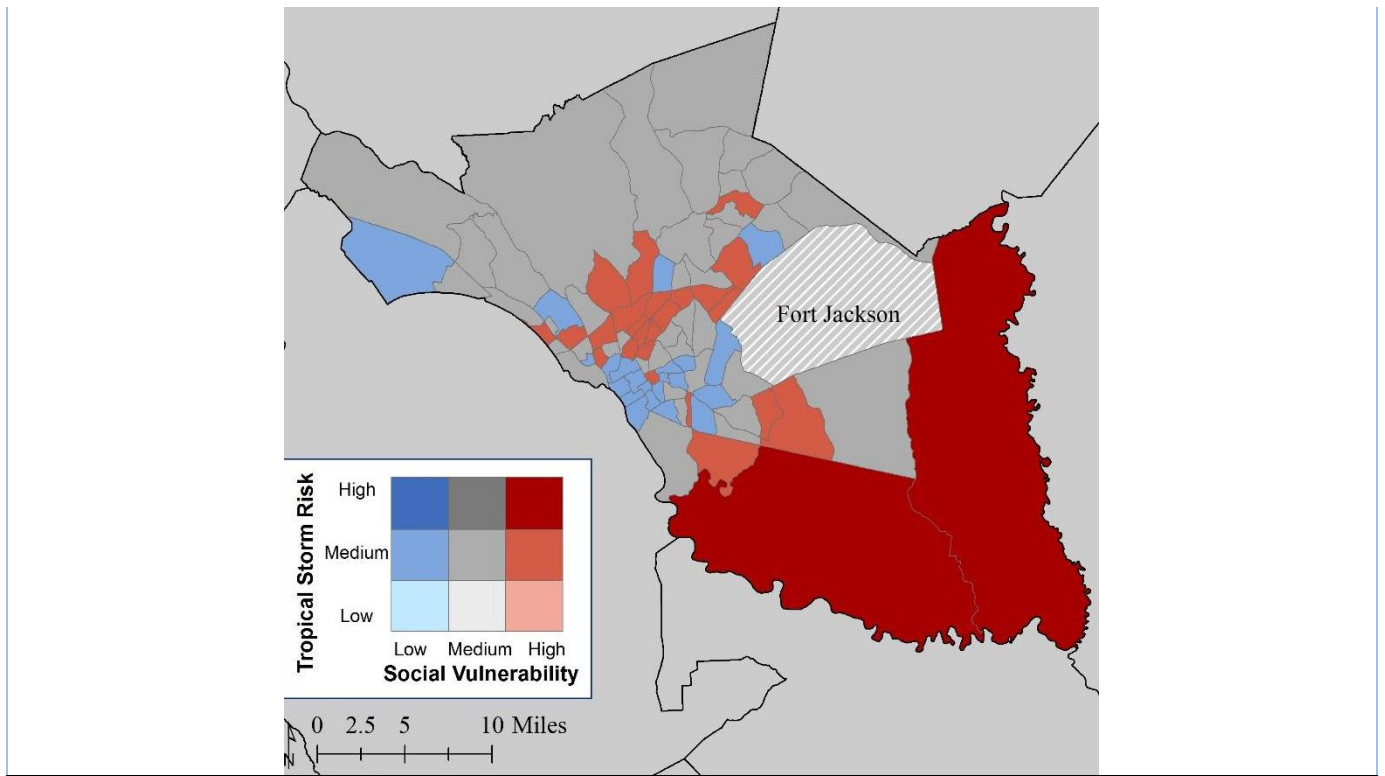 Fort Jackson
Tropical Storm Risk
High
Medium
Low
Low Medium High
Social Vulnerability
0 2.5 5 10 Miles
N